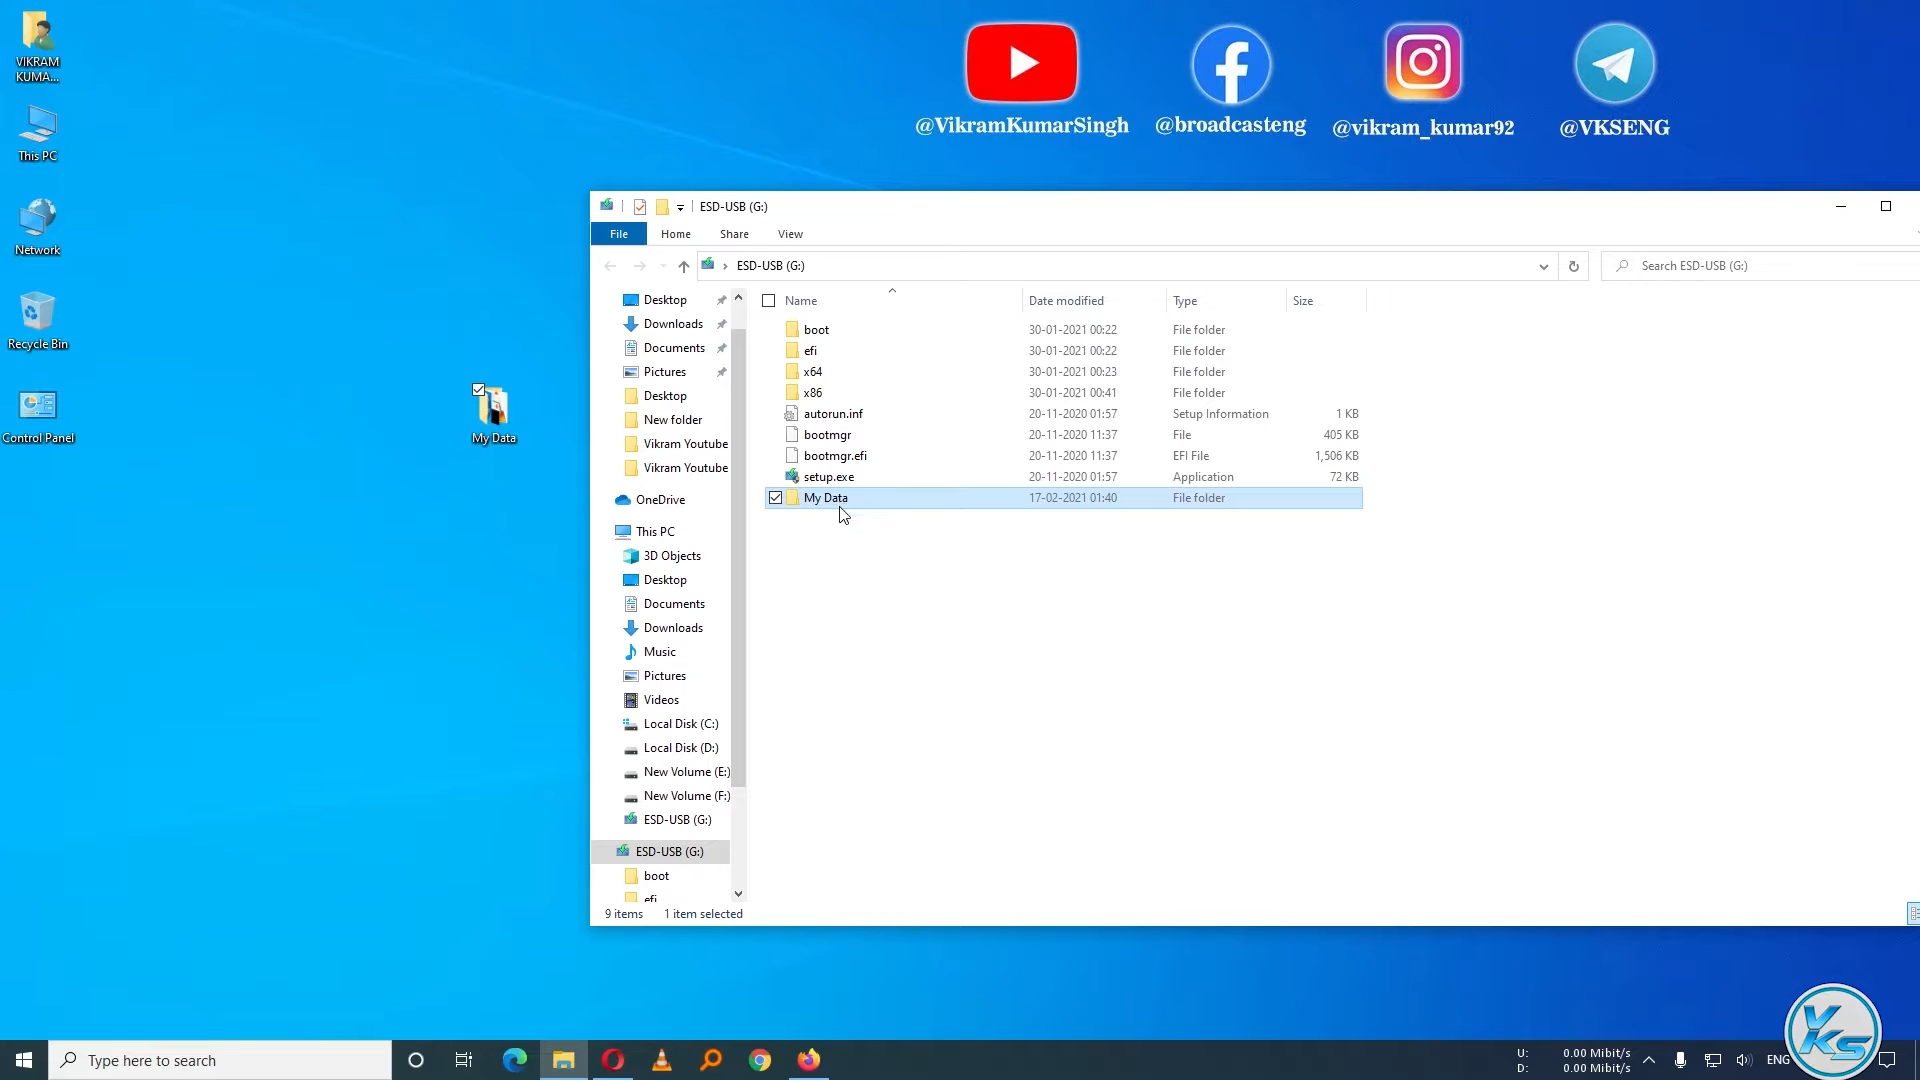 VIKRAM
KUMA...
This PC
Network
Recycle Bin
Control Panel
My Data
@VikramKumarSingh
@broadcasteng
@vikram_kumar92
@VKSENG
ESD-USB (G:)
File Home Share View
ESD-USB (G:)
Search ESD-USB (G:)
Desktop
Downloads
Documents
Pictures
Desktop
New folder
Vikram Youtube
Vikram Youtube
OneDrive
This PC
3D Objects
Desktop
Documents
Downloads
Music
Pictures
Videos
Local Disk (C:)
Local Disk (D:)
New Volume (E:)
New Volume (F:)
ESD-USB (G:)
ESD-USB (G:)
boot
efi
Name Date modified Type Size
boot 30-01-2021 00:22 File folder
efi 30-01-2021 00:22 File folder
x64 30-01-2021 00:23 File folder
x86 30-01-2021 00:41 File folder
autorun.inf 20-11-2020 01:57 Setup Information 1 KB
bootmgr 20-11-2020 11:37 File 405 KB
bootmgr.efi 20-11-2020 11:37 EFI File 1,506 KB
setup.exe 20-11-2020 01:57 Application 72 KB
My Data 17-02-2021 01:40 File folder
9 items 1 item selected
Type here to search
U: 0.00 Mibit/s
D: 0.00 Mibit/s
ENG
VKS